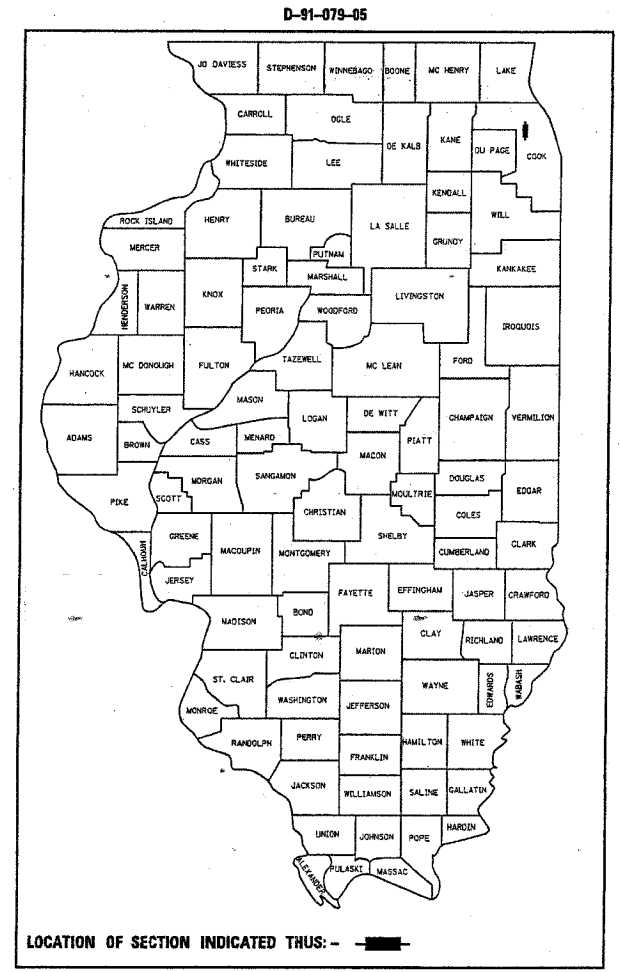 D-91-079-05
JO DAVIESS
STEPHENSON
WINNEBAGO
BOONE
MC HENRY
LAKE
CARROLL
OGLE
DE KALB
KANE
DU PAGE
COOK
WHITESIDE
LEE
KENDALL
WILL
ROCK ISLAND
HENRY
BUREAU
LA SALLE
GRUNDY
MERCER
PUTNAM
STARK
MARSHALL
KANKAKEE
HENDERSON
WARREN
KNOX
PEORIA
WOODFORD
LIVINGSTON
IROQUOIS
HANCOCK
MC DONOUGH
FULTON
TAZEWELL
MC LEAN
FORD
SCHUYLER
MASON
LOGAN
DE WITT
CHAMPAIGN
VERMILION
ADAMS
BROWN
CASS
MENARD
MACON
PIATT
PIKE
SCOTT
MORGAN
SANGAMON
CHRISTIAN
MOULTRIE
DOUGLAS
EDGAR
COLES
CALHOUN
GREENE
MACOUPIN
MONTGOMERY
SHELBY
CUMBERLAND
CLARK
JERSEY
FAYETTE
EFFINGHAM
JASPER
CRAWFORD
MADISON
BOND
CLAY
RICHLAND
LAWRENCE
CLINTON
MARION
ST. CLAIR
WAYNE
EDWARDS
WABASH
MONROE
WASHINGTON
JEFFERSON
RANDOLPH
PERRY
HAMILTON
WHITE
FRANKLIN
JACKSON
WILLIAMSON
SALINE
GALLATIN
UNION
JOHNSON
POPE
HARDIN
ALEXANDER
PULASKI
MASSAC
LOCATION OF SECTION INDICATED THUS: -